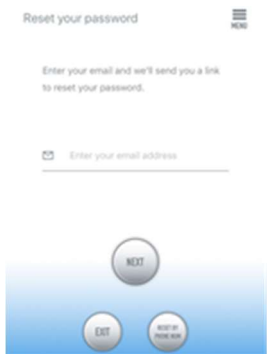 Reset your password
MENU
Enter your email and we'll send you a link
to reset your password.
Enter your email address
NEXT
EXIT
RESET BY
PHONE NUM